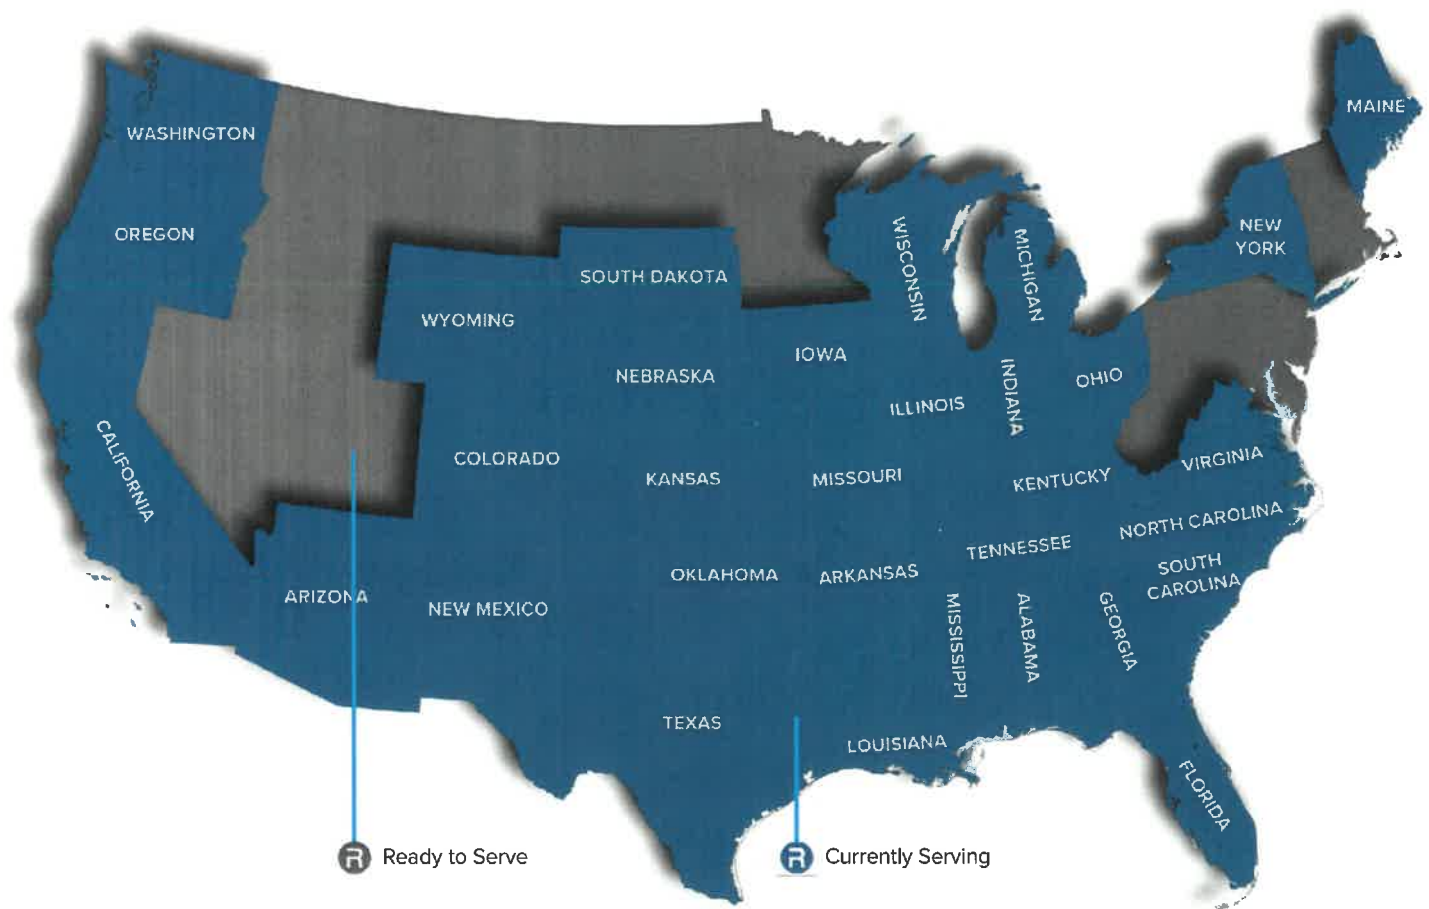 MAINE
WASHINGTON
OREGON
NEW
YORK
WISCONSIN
MICHIGAN
SOUTH DAKOTA
WYOMING
IOWA
NEBRASKA
ILLINOIS
INDIANA
OHIO
CALIFORNIA
COLORADO
KANSAS
MISSOURI
KENTUCKY
VIRGINIA
NORTH CAROLINA
TENNESSEE
SOUTH
CAROLINA
OKLAHOMA
ARKANSAS
ARIZONA
NEW MEXICO
MISSISSIPPI
ALABAMA
GEORGIA
TEXAS
LOUISIANA
FLORIDA
R Ready to Serve
R Currently Serving